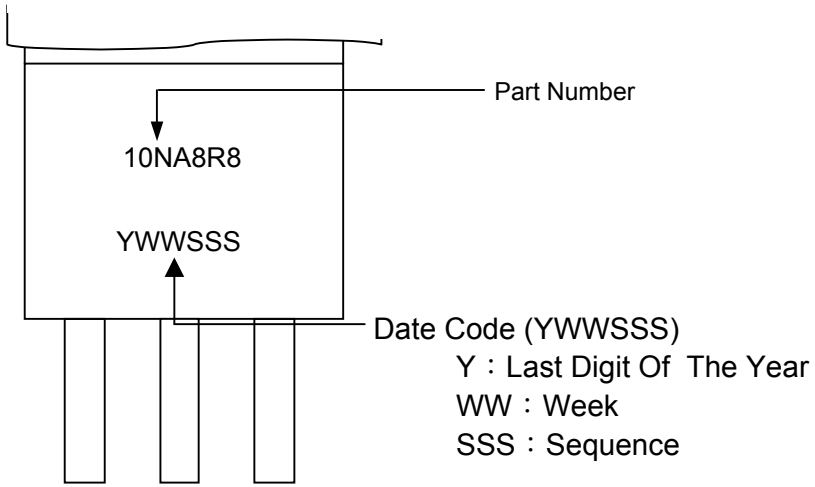 Part Number
10NA8R8
YWWSSS
Date Code (YWWSSS)
Y：Last Digit Of The Year
WW：Week
SSS：Sequence